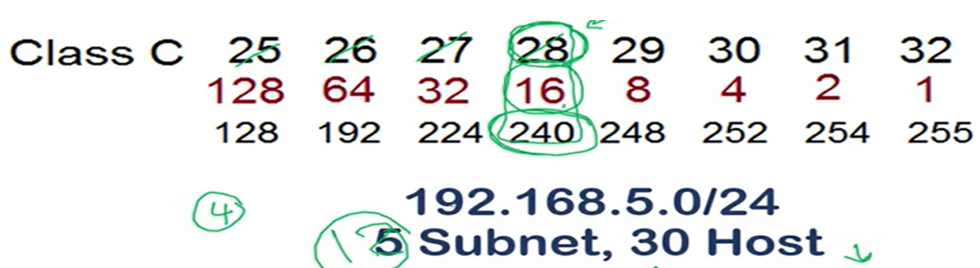 Class C 25 26 27 28 29 30 31 32
128 64 32 16 8 4 2 1
128 192 224 240 248 252 254 255
192.168.5.0/24
4
5 Subnet, 30 Host